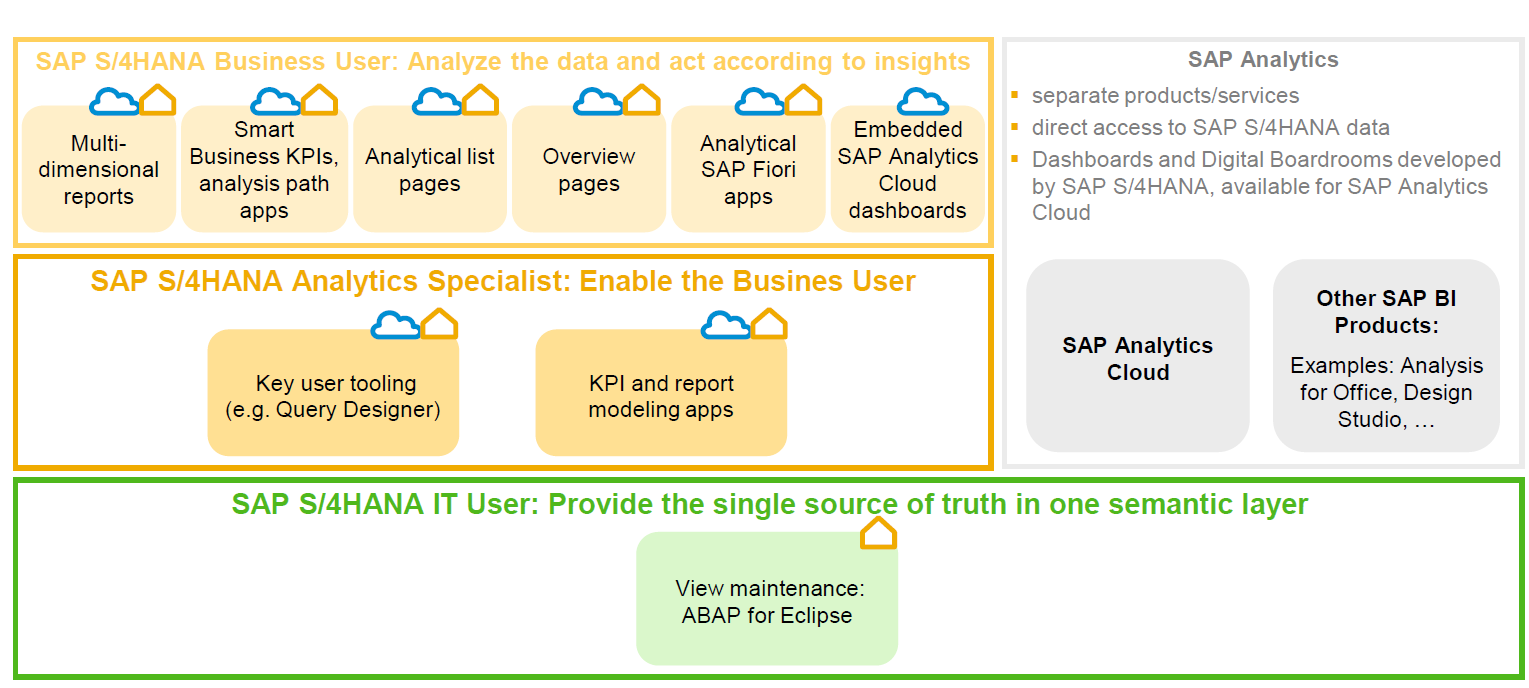 SAP S/4HANA Business User: Analyze the data and act according to insights
Multi-
dimensional
reports
Smart
Business KPIs,
analysis path
apps
Analytical list
pages
Overview
pages
Analytical
SAP Fiori
apps
Embedded
SAP Analytics
Cloud
dashboards
SAP Analytics
separate products/services
direct access to SAP S/4HANA data
Dashboards and Digital Boardrooms developed
by SAP S/4HANA, available for SAP Analytics
Cloud
SAP Analytics
Cloud
Other SAP BI
Products:
Examples: Analysis
for Office, Design
Studio, …
SAP S/4HANA Analytics Specialist: Enable the Busines User
Key user tooling
(e.g. Query Designer)
KPI and report
modeling apps
SAP S/4HANA IT User: Provide the single source of truth in one semantic layer
View maintenance:
ABAP for Eclipse